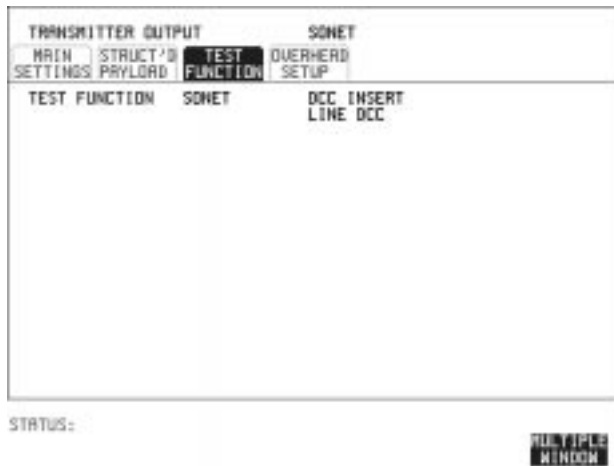 TRANSMITTER OUTPUT SONET
MAIN SETTINGS STRUCT'D PAYLOAD TEST FUNCTION OVERHEAD SETUP
TEST FUNCTION SONET DCC INSERT
LINE DCC
STATUS:
MULTIPLE
WINDOW